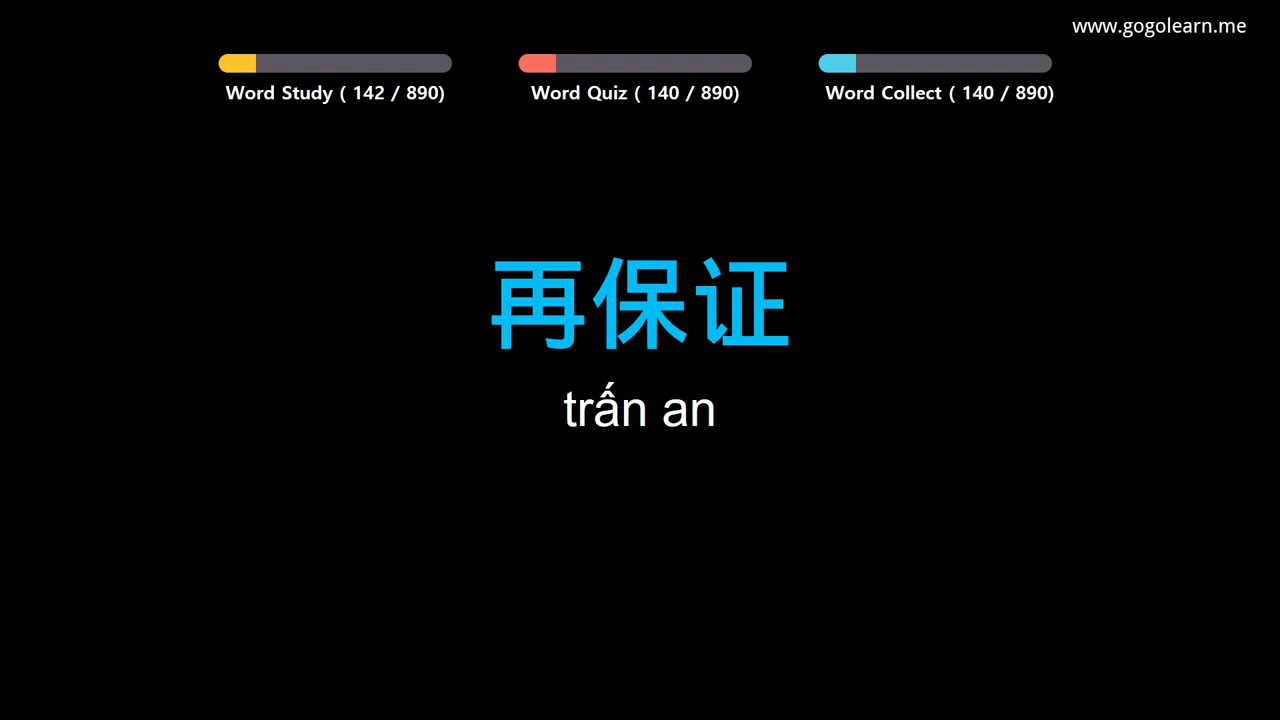 www.gogolearn.me
Word Study ( 142 / 890)
Word Quiz ( 140 / 890)
Word Collect ( 140 / 890)
再保证
trấn an